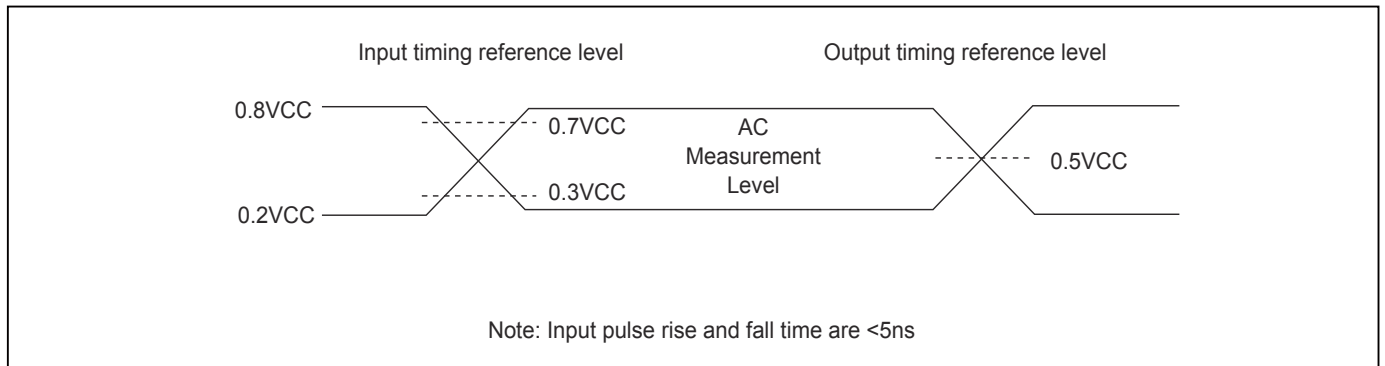 Input timing reference level
Output timing reference level
0.8VCC
0.7VCC
AC
Measurement
Level
0.5VCC
0.3VCC
0.2VCC
Note: Input pulse rise and fall time are <5ns